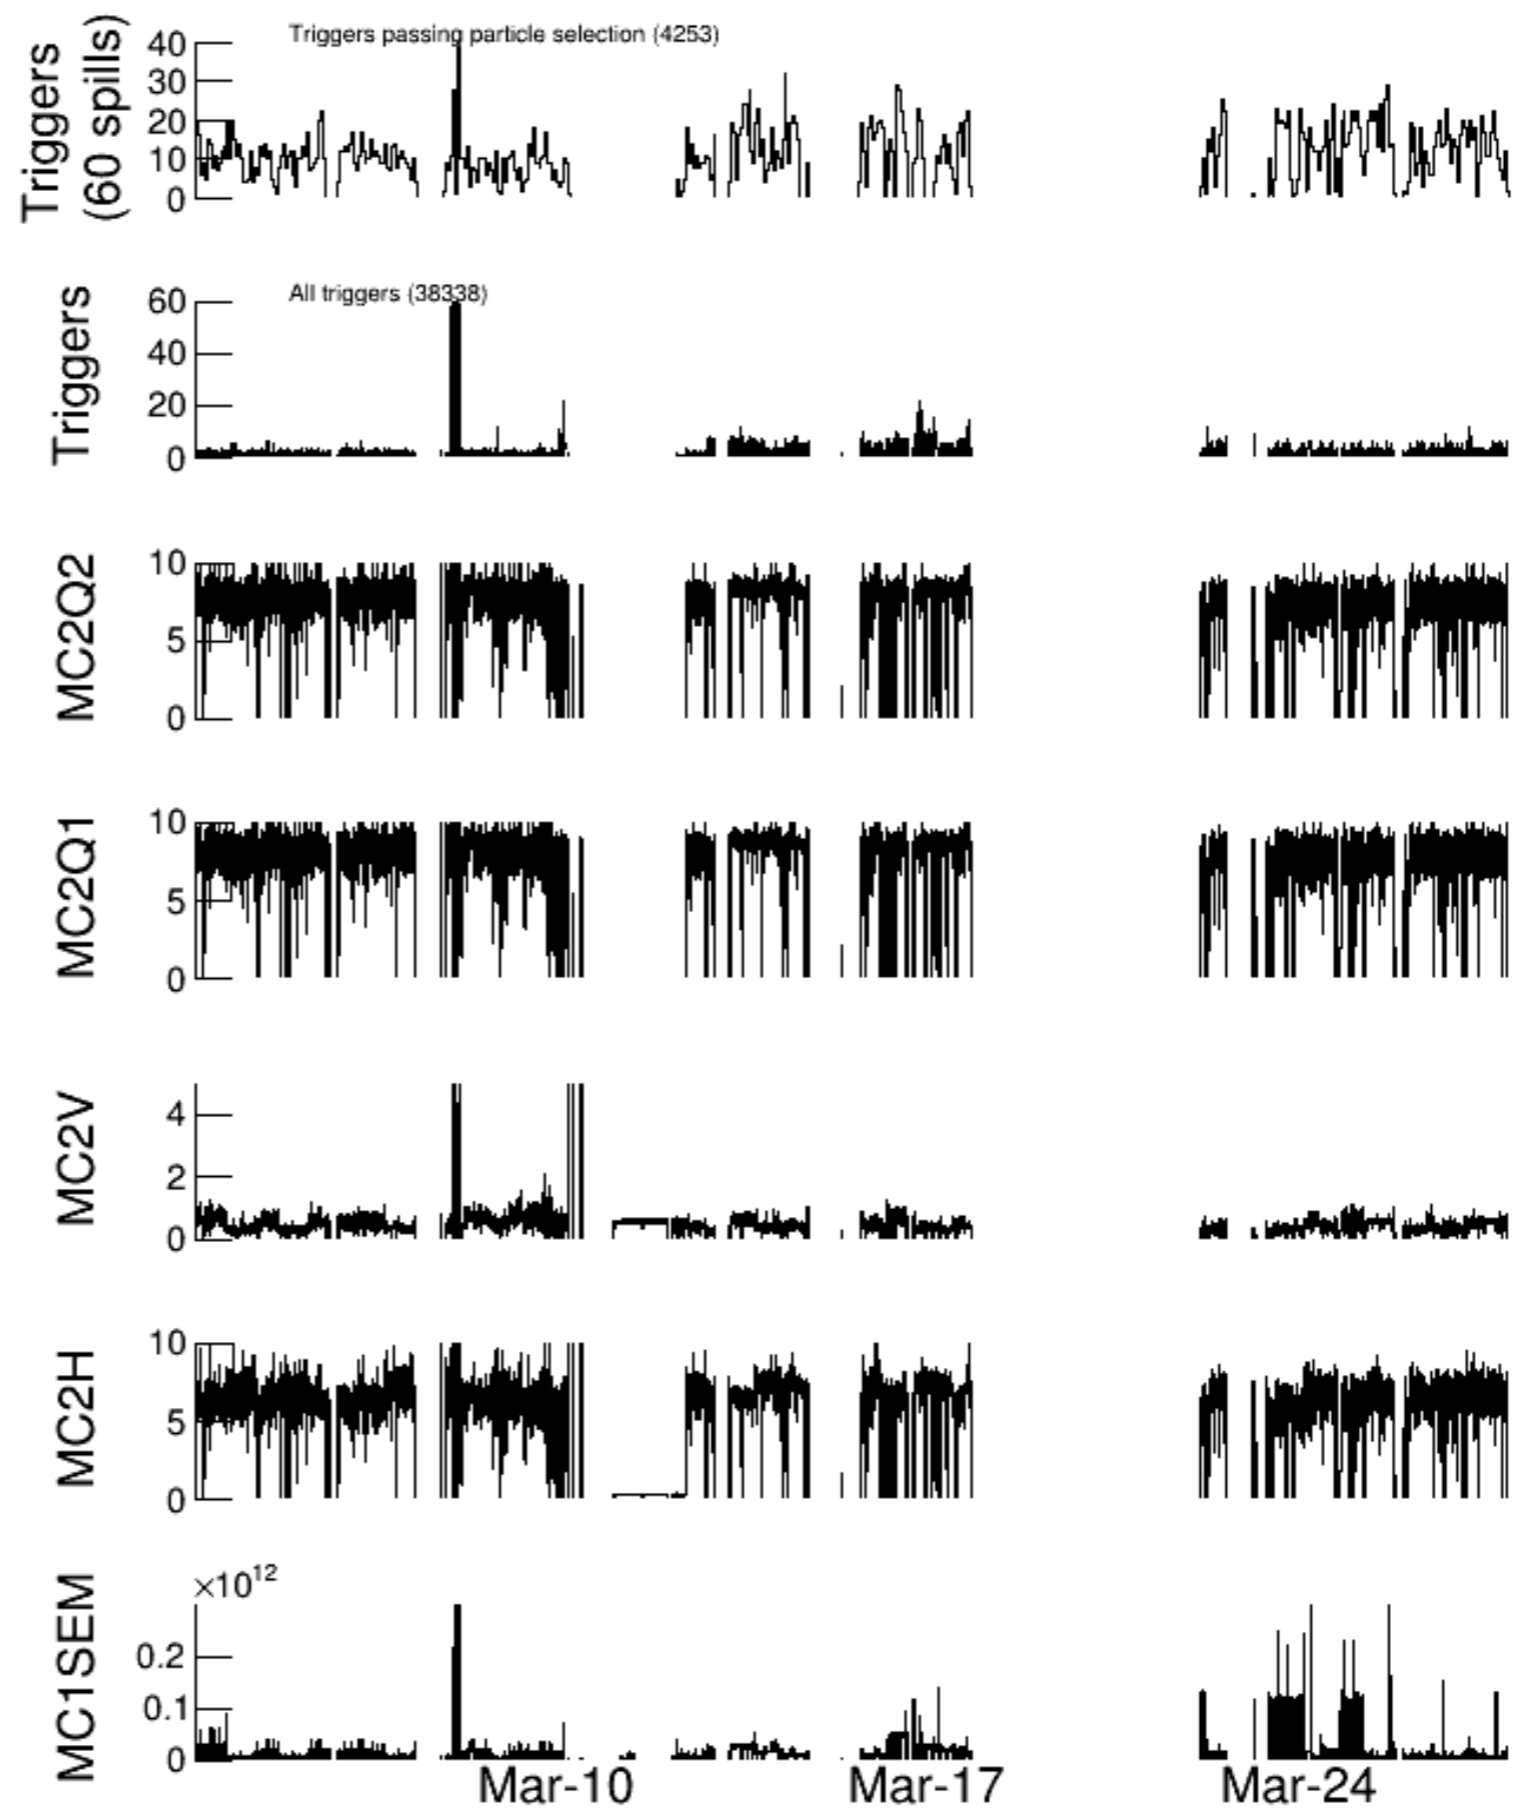 Triggers
(60 spills)
Triggers passing particle selection (4253)
40
30
20
10
0
Triggers
All triggers (38338)
60
40
20
0
MC2Q2
10
5
0
MC2Q1
10
5
0
MC2V
4
2
0
MC2H
10
5
0
MC1SEM
×10¹²
0.2
0.1
0
Mar-10 Mar-17 Mar-24